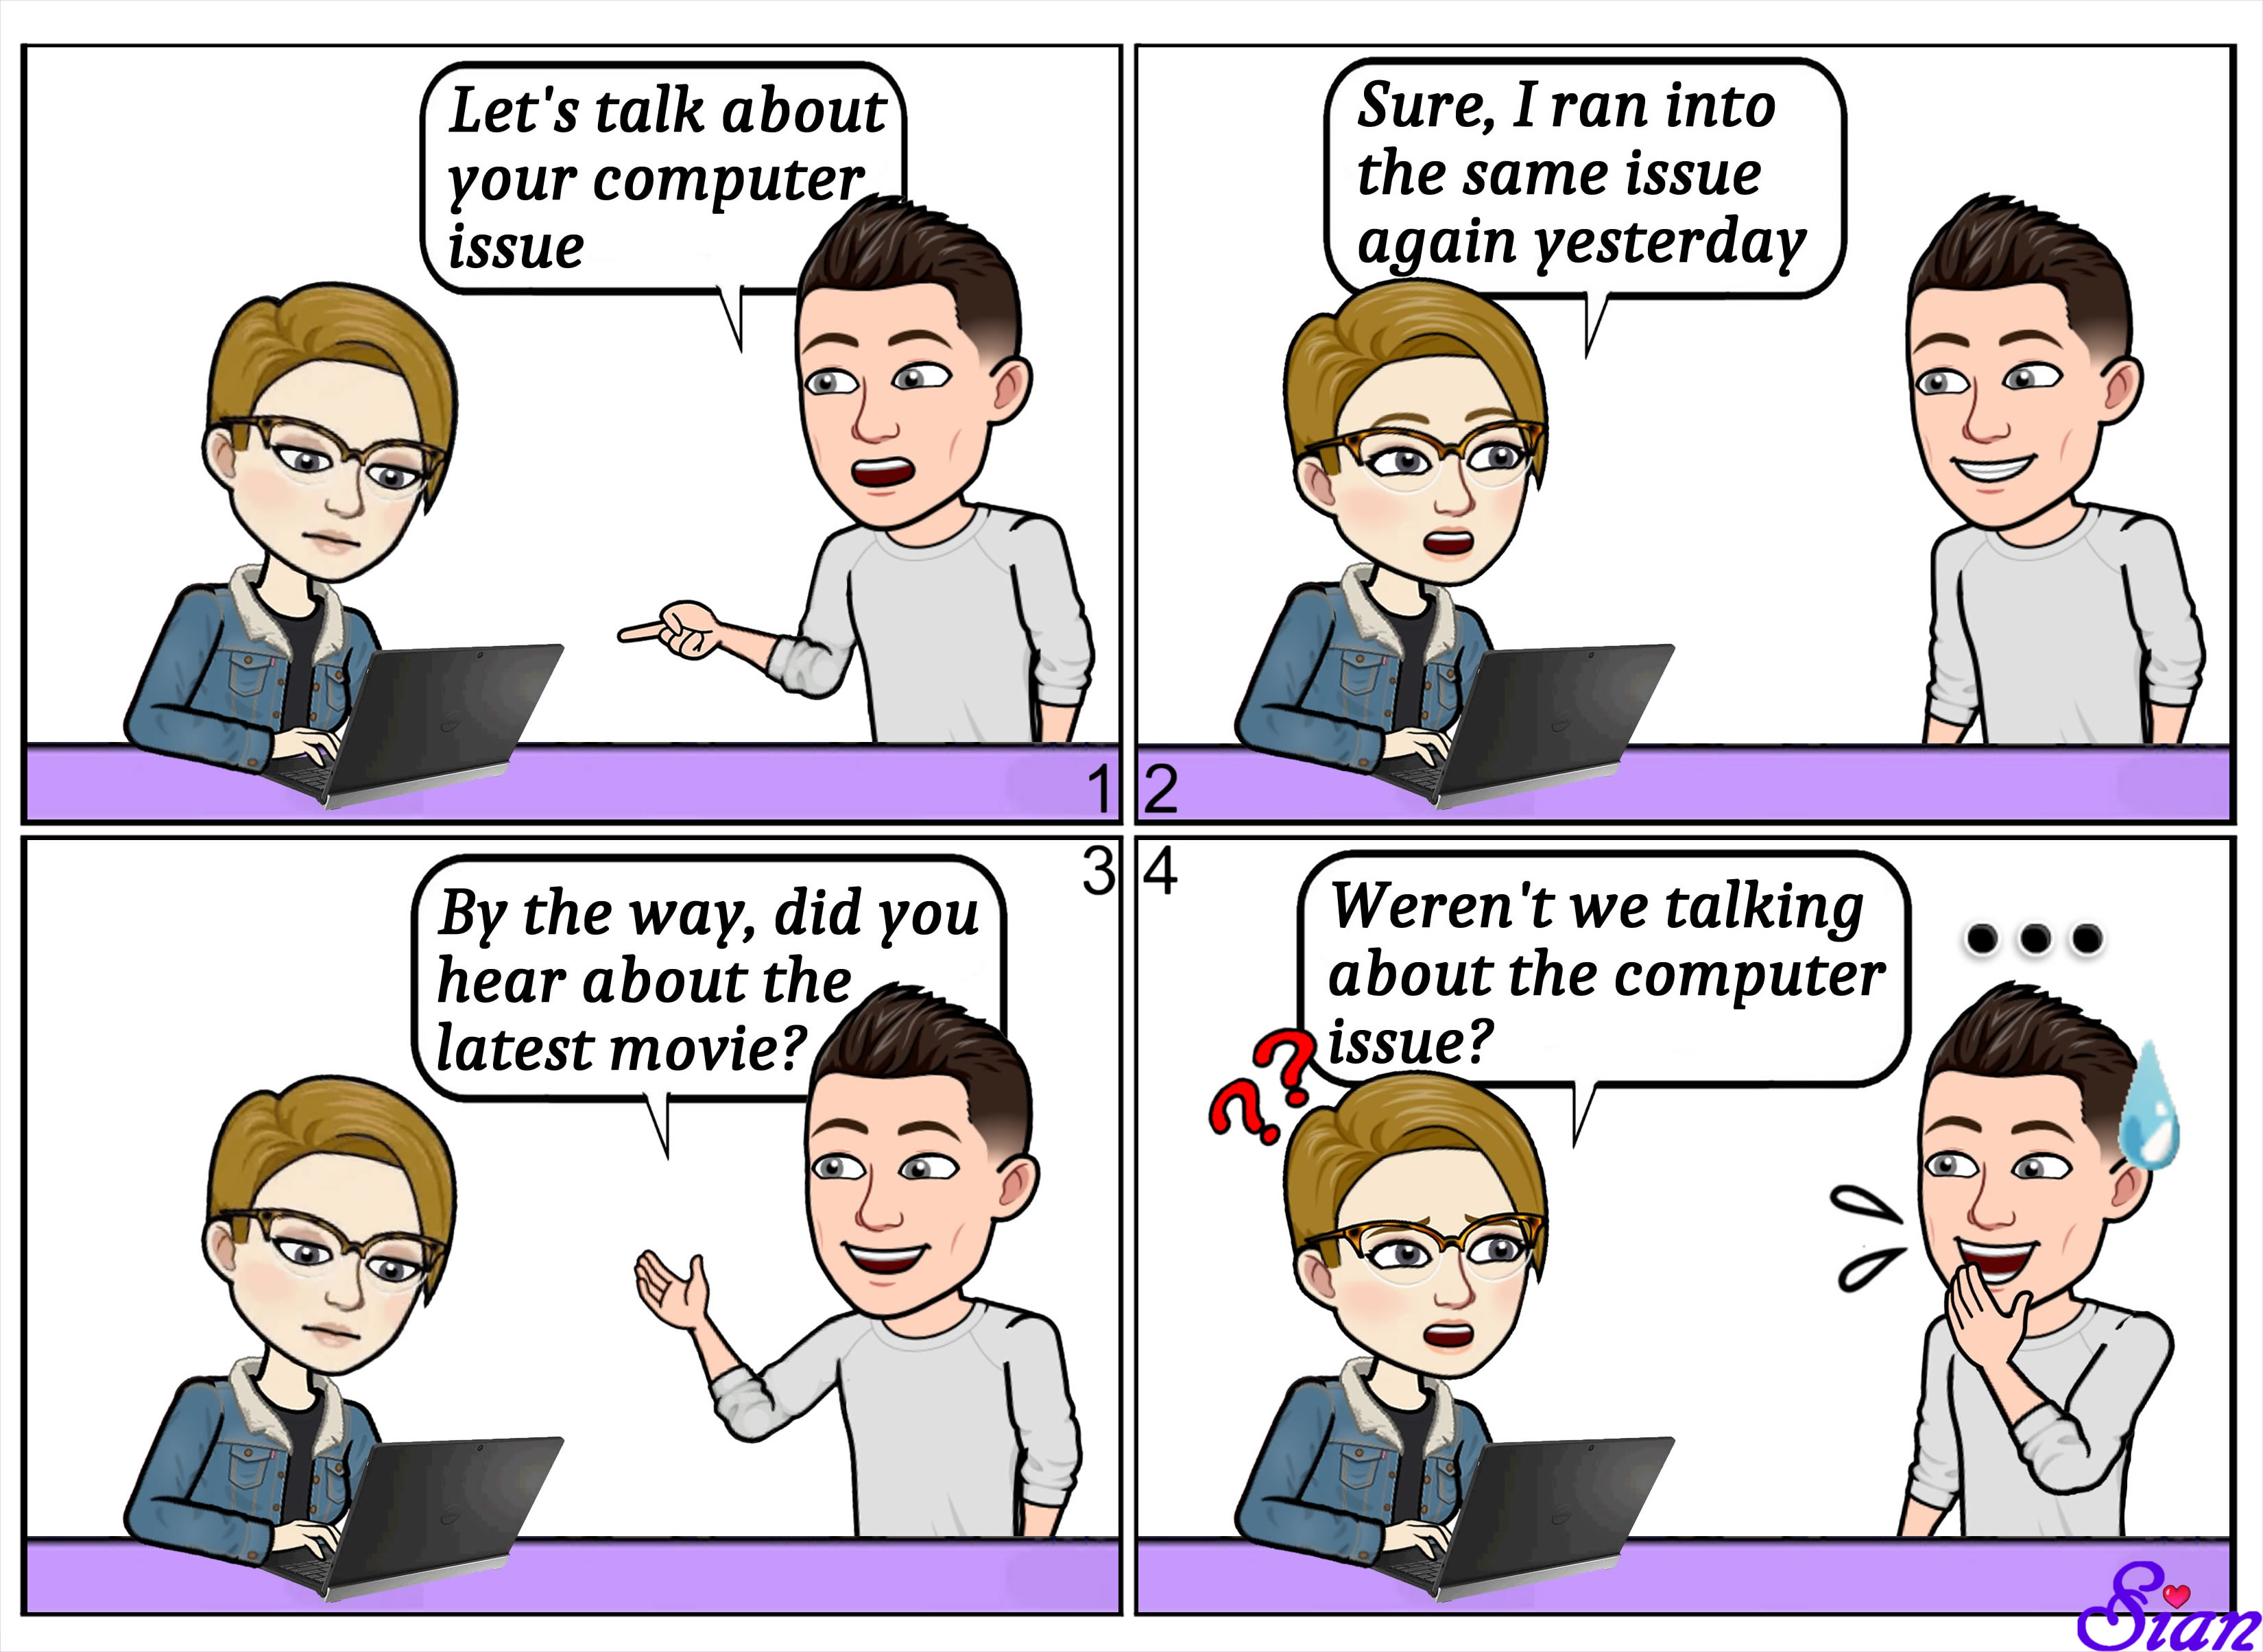 Let's talk about
your computer
issue
1
Sure, I ran into
the same issue
again yesterday
2
By the way, did you
hear about the
latest movie?
3
Weren't we talking
about the computer
issue?
4
??
Sian